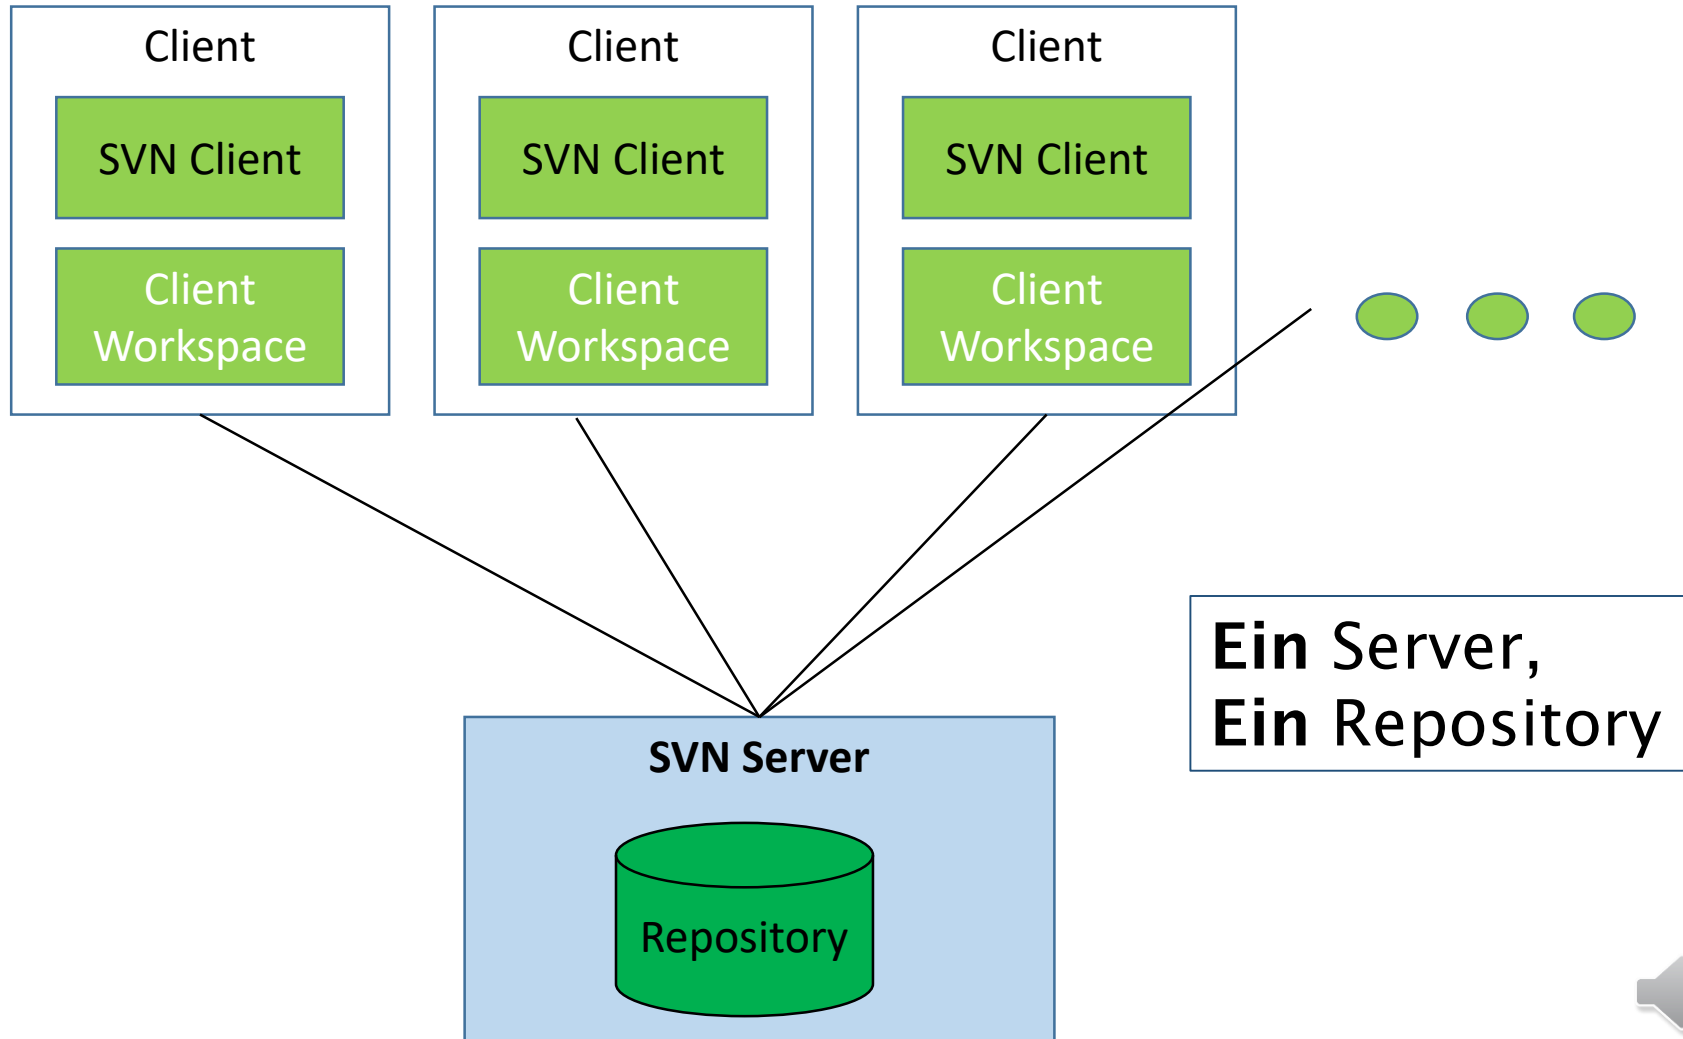 Client
SVN Client
Client
Workspace
Client
SVN Client
Client
Workspace
Client
SVN Client
Client
Workspace
Ein Server,
Ein Repository
SVN Server
Repository